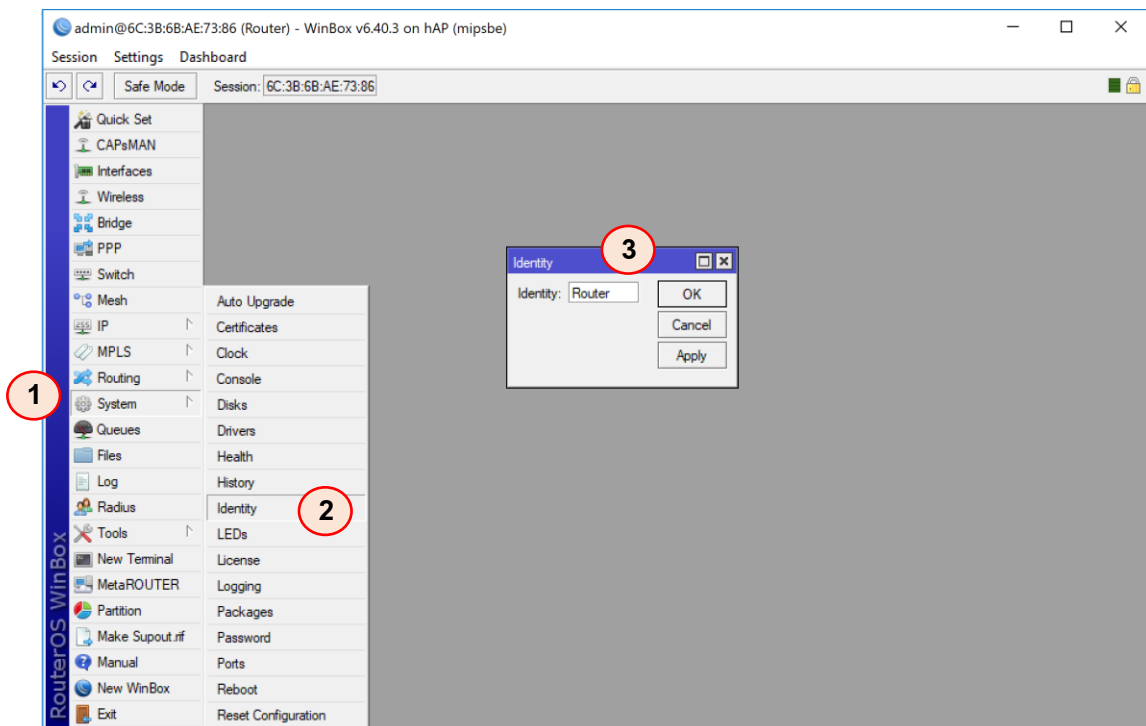 admin@6C:3B:6B:AE:73:86 (Router) - WinBox v6.40.3 on hAP (mipsbe)
Session Settings Dashboard
Safe Mode Session: 6C:3B:6B:AE:73:86
Quick Set
CAPsMAN
Interfaces
Wireless
Bridge
PPP
Switch
Mesh
IP
MPLS
Routing
1
System
Queues
Files
Log
Radius
Tools
New Terminal
MetaROUTER
Partition
Make Supout.rif
Manual
New WinBox
Exit
RouterOS WinBox
Auto Upgrade
Certificates
Clock
Console
Disks
Drivers
Health
History
Identity
2
LEDs
License
Logging
Packages
Password
Ports
Reboot
Reset Configuration
3
Identity
Identity: Router
OK
Cancel
Apply
255